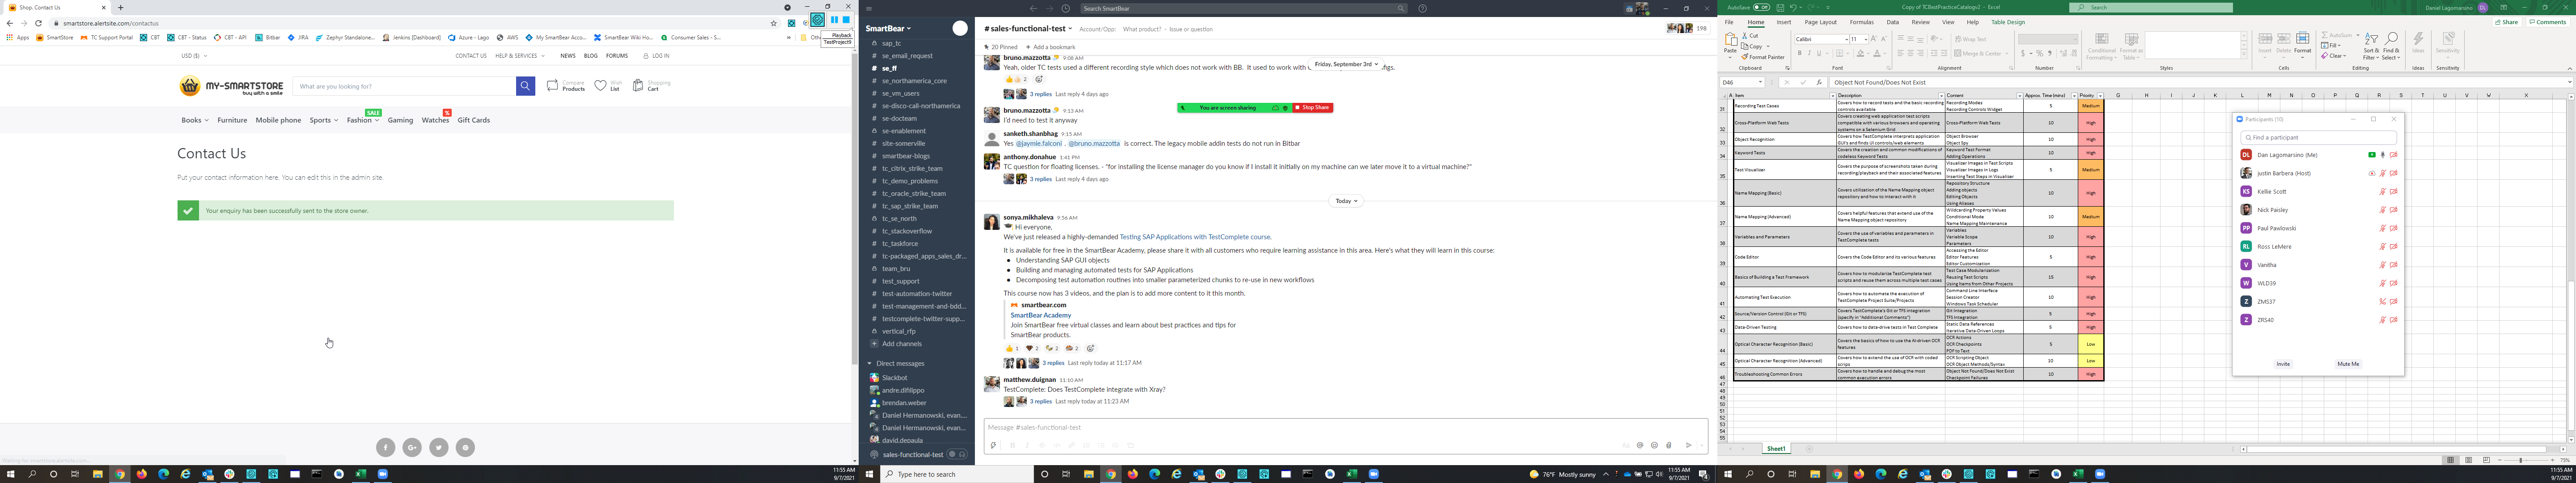 Shop. Contact Us
smartstore.alertsite.com/contactus
Apps SmartStore TC Support Portal CBT CBT - Status CBT - API Bitbar JIRA Zephyr Standalone... Jenkins [Dashboard] Azure - Lago AWS My SmartBear Acco... SmartBear Wiki Ho... Consumer Sales - S...
Playback
TestProject9
USD ($) CONTACT US HELP & SERVICES NEWS BLOG FORUMS LOG IN
MY-SMARTSTORE
buy with a smile
What are you looking for?
Compare Products
Wish List
Shopping Cart
SALE
%
Books Furniture Mobile phone Sports Fashion Gaming Watches Gift Cards
Contact Us
Put your contact information here. You can edit this in the admin site.
Your enquiry has been successfully sent to the store owner.
11:55 AM
9/7/2021
Search SmartBear
SmartBear
sap_tc
se_email_request
se_ff
se_northamerica_core
se_vm_users
se-disco-call-northamerica
se-docteam
se-enablement
site-somerville
smartbear-blogs
tc_citrix_strike_team
tc_demo_problems
tc_oracle_strike_team
tc_sap_strike_team
tc_se_north
tc_stackoverflow
tc_taskforce
tc-packaged_apps_sales_dr...
team_bru
test_support
test-automation-twitter
test-management-and-bdd...
testcomplete-twitter-supp...
vertical_rfp
Add channels
Direct messages
Slackbot
andre.difilippo
brendan.weber
Daniel Hermanowski, evan....
Daniel Hermanowski, evan....
david.depaula
sales-functional-test
# sales-functional-test Account/Opp: What product? - Issue or question 198
20 Pinned + Add a bookmark
Friday, September 3rd
bruno.mazzotta 9:08 AM
Yeah, older TC tests used a different recording style which does not work with BB. It used to work with
3 replies Last reply 4 days ago
bruno.mazzotta 9:13 AM
I'd need to test it anyway
You are screen sharing Stop Share
sanketh.shanbhag 9:15 AM
Yes @jaymie.falconi . @bruno.mazzotta is correct. The legacy mobile addin tests do not run in Bitbar
anthony.donahue 1:41 PM
TC question for floating licenses. - "for installing the license manager do you know if I install it initially on my machine can we later move it to a virtual machine?"
3 replies Last reply 4 days ago
Today
sonya.mikhaleva 9:56 AM
Hi everyone,
We've just released a highly-demanded Testing SAP Applications with TestComplete course.
It is available for free in the SmartBear Academy, please share it with all customers who require learning assistance in this area. Here's what they will learn in this course:
• Understanding SAP GUI objects
• Building and managing automated tests for SAP Applications
• Decomposing test automation routines into smaller parameterized chunks to re-use in new workflows
This course now has 3 videos, and the plan is to add more content to it this month.
smartbear.com
SmartBear Academy
Join SmartBear free virtual classes and learn about best practices and tips for
SmartBear products.
1 2 2 2
3 replies Last reply today at 11:17 AM
matthew.duignan 11:10 AM
TestComplete: Does TestComplete integrate with Xray?
3 replies Last reply today at 11:23 AM
Message #sales-functional-test
Type here to search
76°F Mostly sunny
11:55 AM
9/7/2021
AutoSave Off Copy of TCBestPracticeCatalogv2 - Excel Search Daniel Lagomarsino DL
File Home Insert Page Layout Formulas Data Review View Help Table Design Share Comments
Paste Cut Copy Format Painter Calibri 11 Wrap Text Merge & Center Conditional Formatting Format as Table Insert Delete Format AutoSum Fill Clear Sort & Filter Find & Select Ideas Sensitivity
Clipboard Font Alignment Number Styles Cells Editing Ideas Sensitivity
D46 Object Not Found/Does Not Exist
Item Description Content Approx. Time (mins) Priority
Recording Test Cases Covers how to record tests and the basic recording controls available Recording Modes Recording Controls Widget 5 Medium
Cross-Platform Web Tests Covers creating web application test scripts compatible with various browsers and operating systems on a Selenium Grid Cross-Platform Web Tests 10 High
Object Recognition Covers how TestComplete interprets application GUI's and finds UI controls/web elements Object Browser Object Spy 10 High
Keyword Tests Covers the creation and common modifications of codeless Keyword Tests Keyword Test Format Adding Operations 10 High
Test Visualizer Covers the purpose of screenshots taken during recording/playback and their associated features Visualizer Images in Test Scripts Visualizer Images in Logs Inserting Test Steps in Visualizer 5 Medium
Name Mapping (Basic) Covers utilization of the Name Mapping object repository and how to interact with it Repository Structure Adding objects Editing Objects Using Aliases 10 High
Name Mapping (Advanced) Covers helpful features that extend use of the Name Mapping object repository Wildcarding Property Values Conditional Mode Name Mapping Maintenance 10 Medium
Variables and Parameters Covers the use of variables and parameters in TestComplete tests Variables Variable Scope Parameters 10 High
Code Editor Covers the Code Editor and its various features Accessing the Editor Editor Features Editor Customization 5 High
Basics of Building a Test Framework Covers how to modularize TestComplete test scripts and reuse them across multiple test cases Test Case Modularization Reusing Test Scripts Using Items from Other Projects 15 High
Automating Test Execution Covers how to automate the execution of TestComplete Project Suite/Projects Command Line Interface Session Creator Windows Task Scheduler 10 High
Source/Version Control (Git or TFS) Covers TestComplete's Git or TFS integration (specify in "Additional Comments") Git Integration TFS Integration 5 High
Data-Driven Testing Covers how to data-drive tests in Test Complete Static Data References Iterative Data-Driven Loops 5 High
Optical Character Recognition (Basic) Covers the basics of how to use the AI-driven OCR features OCR Actions OCR Checkpoints PDF to Text 5 Low
Optical Character Recognition (Advanced) Covers how to extend the use of OCR with coded script OCR Scripting Object OCR Object Methods/Syntax 10 Low
Troubleshooting Common Errors Covers how to handle and debug the most common execution errors Object Not Found/Does Not Exist Checkpoint Failures 10 High
Sheet1
75%
Participants (10)
Find a participant
DL Dan Lagomarsino (Me)
justin Barbera (Host)
KS Kellie Scott
Nick Paisley
PP Paul Pawlowski
RL Ross LeMere
V Vanitha
W WLD39
Z ZMS37
Z ZRS40
Invite Mute Me
11:55 AM
9/7/2021